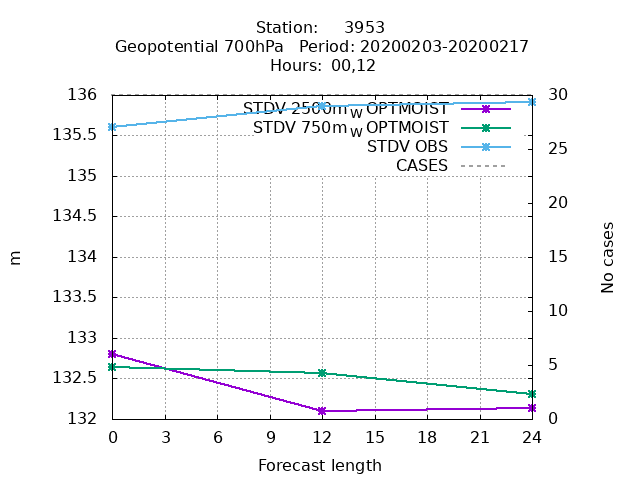 Station: 3953
Geopotential 700hPa Period: 20200203-20200217
Hours: 00,12
136 30
STDV 2500m_W OPTMOIST
135.5 STDV 750m_W OPTMOIST
STDV OBS 25
CASES
135
134.5 20
134 15
133.5
133 10
132.5 5
132 0
m
No cases
0 3 6 9 12 15 18 21 24
Forecast length